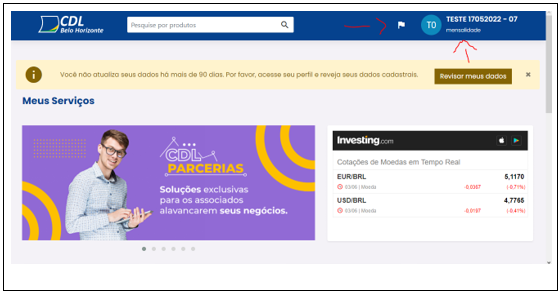 CDL
Belo Horizonte
Pesquise por produtos
TO
TESTE 17052022 - 07
mensalidade
Você não atualiza seus dados há mais de 90 dias. Por favor, acesse seu perfil e reveja seus dados cadastrais.
Revisar meus dados
×
Meus Serviços
CDL
PARCERIAS
Soluções exclusivas
para os associados
alavancarem seus negócios.
Investing.com
Cotações de Moedas em Tempo Real
EUR/BRL 5,1170
03/06 | Moeda -0,0367 (-0.71%)
USD/BRL 4,7765
03/06 | Moeda -0,0197 (-0.41%)